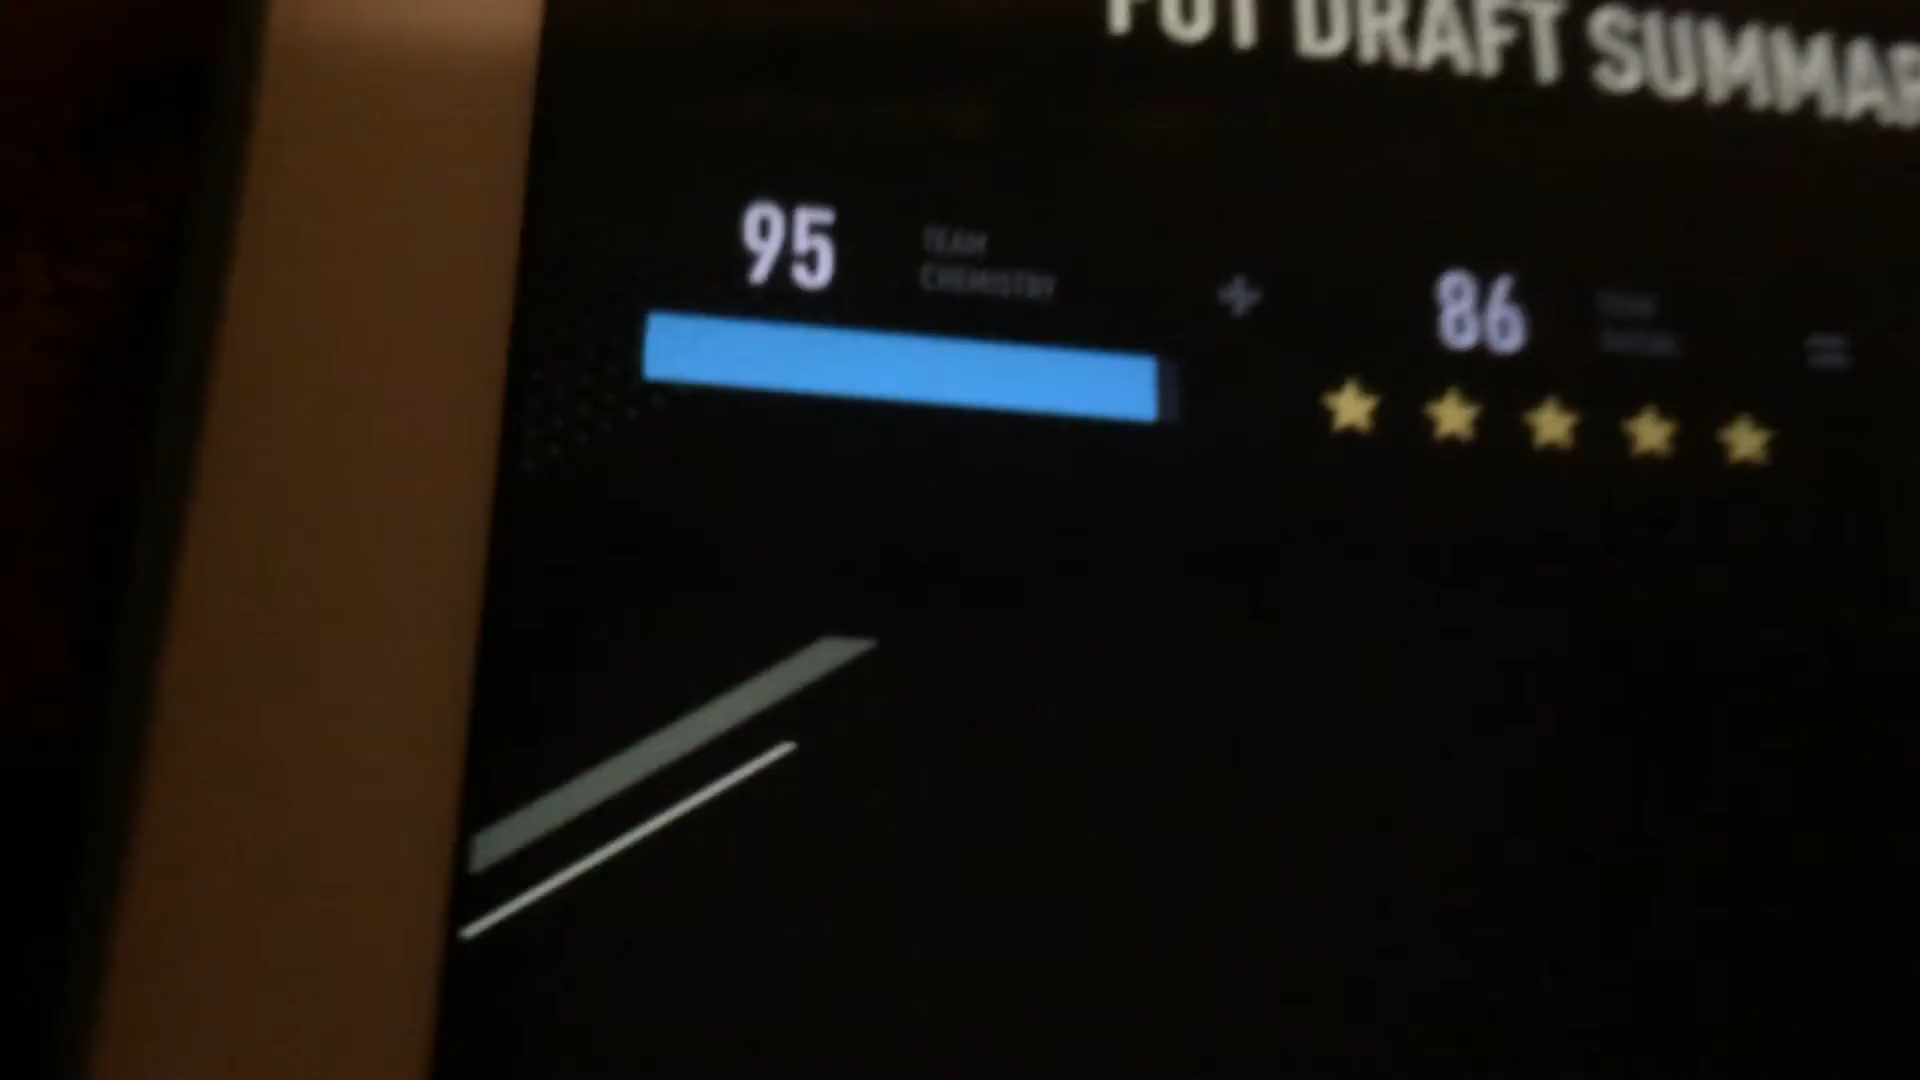 FUT DRAFT SUMMAR
95
TEAM
CHEMISTRY
+
86
=